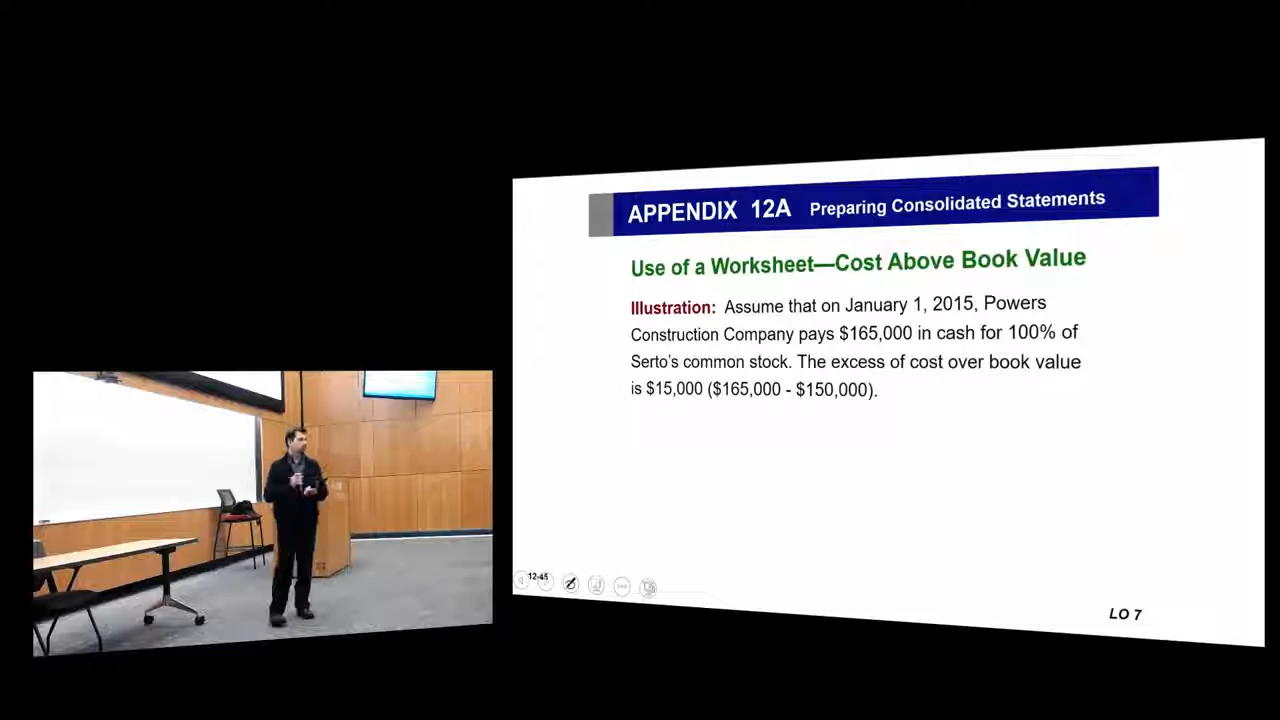 APPENDIX 12A Preparing Consolidated Statements
Use of a Worksheet—Cost Above Book Value
Illustration: Assume that on January 1, 2015, Powers
Construction Company pays $165,000 in cash for 100% of
Serto's common stock. The excess of cost over book value
is $15,000 ($165,000 - $150,000).
12-45
LO 7